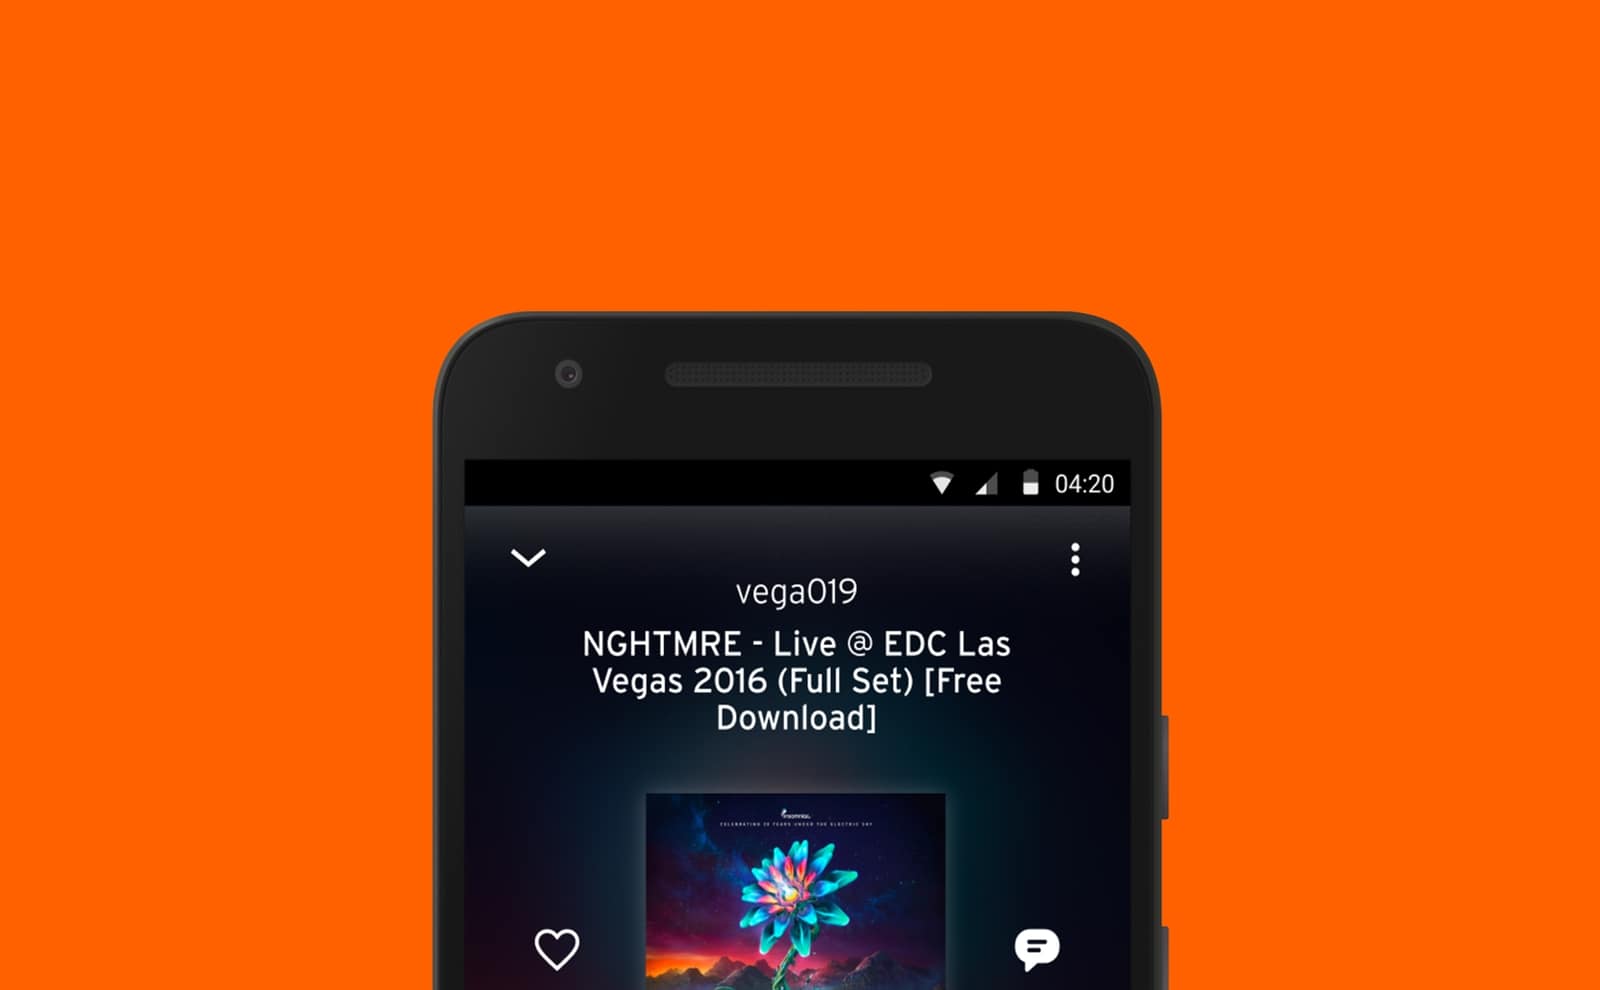 04:20
vega019
NGHTMRE - Live @ EDC Las
Vegas 2016 (Full Set) [Free
Download]
insomniac
CELEBRATING 20 YEARS UNDER THE ELECTRIC SKY